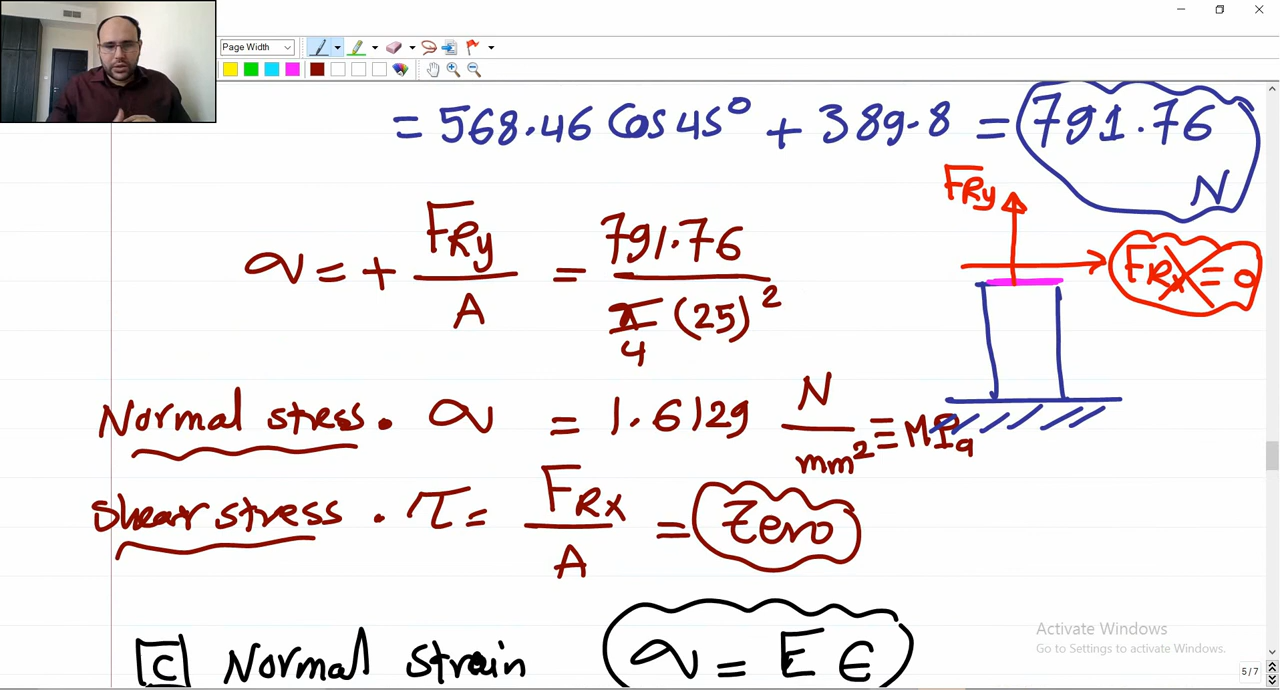 Page Width
= 568.46 Cos 45° + 389.8 = 791.76
N
FRy
FRx = 0
σ = + FRy / A = 791.76 / π/4 (25)²
Normal stress . σ = 1.6129 N / mm² ≡ MPa
Shear stress . τ = FRx / A = Zero
C Normal strain σ = E ϵ
Activate Windows
Go to Settings to activate Windows.
5/7